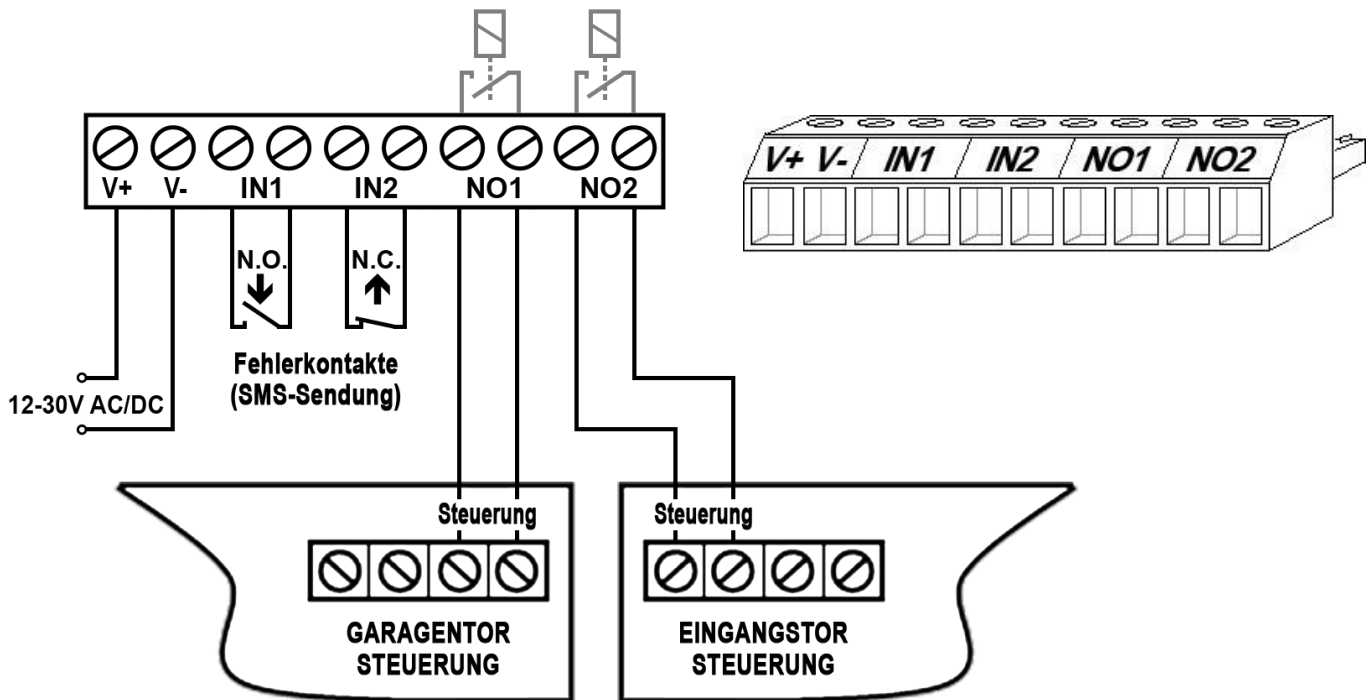 V+ V- IN1 IN2 NO1 NO2
V+ V- IN1 IN2 NO1 NO2
N.O. N.C.
Fehlerkontakte
(SMS-Sendung)
12-30V AC/DC
Steuerung Steuerung
GARAGENTOR
STEUERUNG
EINGANGSTOR
STEUERUNG